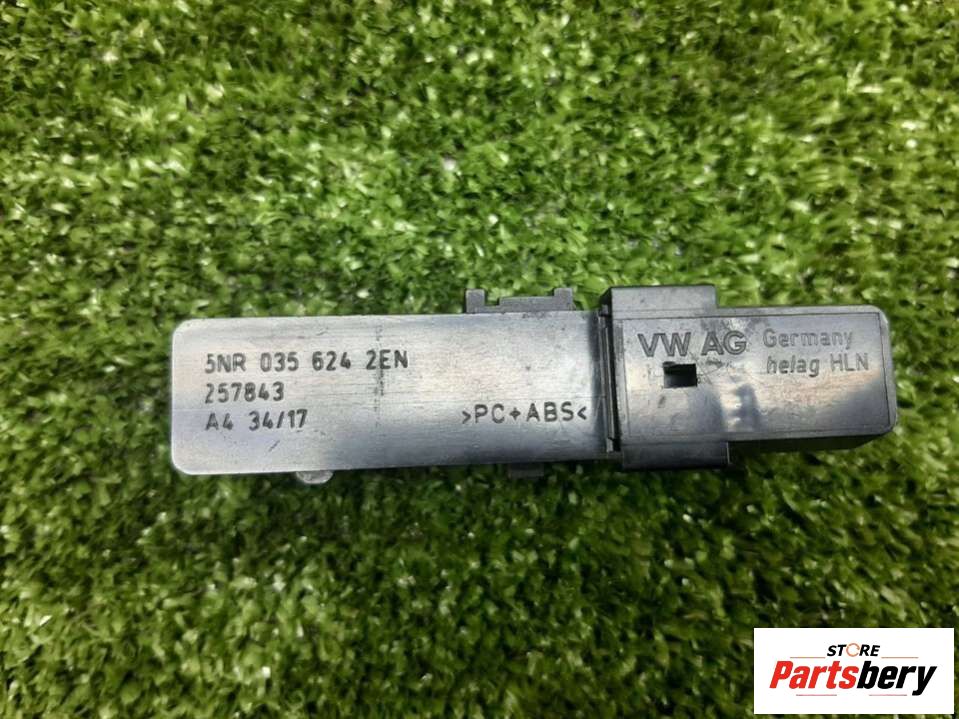 5NR 035 624 2EN
257843
A4 34/17
>PC+ABS<
VW AG
Germany
helag HLN
STORE
Partsbery